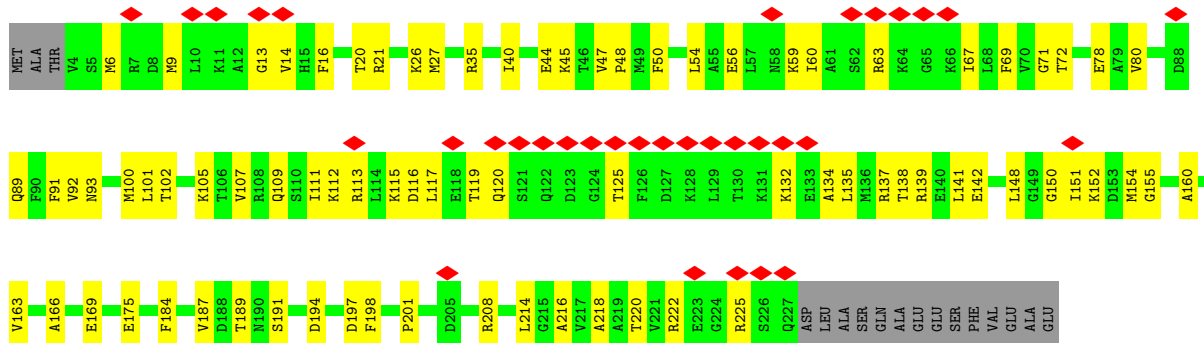 MET ALA THR V4 S5 M6 R7 D8 M9 L10 K11 A12 G13 V14 H15 F16 T20 R21 K26 M27 R35 I40 E44 K45 T46 V47 P48 M49 F50 L54 A55 E56 L57 N58 K59 I60 A61 S62 R63 K64 G65 K66 I67 L68 F69 V70 G71 T72 E78 A79 V80 D88
Q89 F90 F91 V92 N93 M100 L101 T102 K105 T106 V107 R108 Q109 S110 I111 K112 R113 L114 K115 D116 L117 E118 T119 Q120 S121 Q122 D123 G124 T125 F126 D127 K128 L129 T130 K131 K132 E133 A134 L135 M136 R137 T138 R139 E140 L141 E142 L148 G149 G150 I151 K152 D153 M154 G155 A160
V163 A166 E169 E175 F184 V187 D188 T189 N190 S191 D194 D197 F198 P201 D205 R208 L214 G215 A216 V217 A218 A219 T220 V221 R222 E223 G224 R225 S226 Q227 ASP LEU ALA SER GLN ALA GLU GLU SER PHE VAL GLU ALA GLU